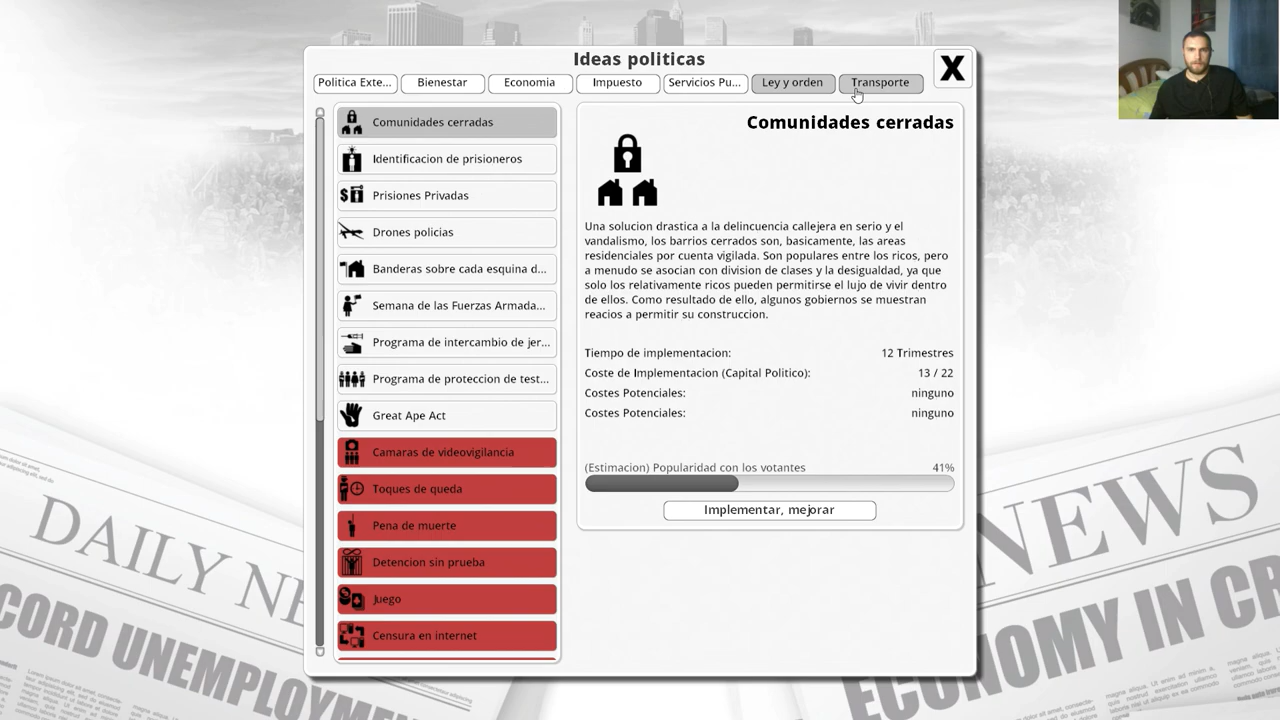 Ideas politicas
X
Politica Exte...
Bienestar
Economia
Impuesto
Servicios Pu...
Ley y orden
Transporte
Comunidades cerradas
Identificacion de prisioneros
Prisiones Privadas
Drones policias
Banderas sobre cada esquina d...
Semana de las Fuerzas Armada...
Programa de intercambio de jer...
Programa de proteccion de test...
Great Ape Act
Camaras de videovigilancia
Toques de queda
Pena de muerte
Detencion sin prueba
Juego
Censura en internet
Comunidades cerradas
Una solucion drastica a la delincuencia callejera en serio y el
vandalismo, los barrios cerrados son, basicamente, las areas
residenciales por cuenta vigilada. Son populares entre los ricos, pero
a menudo se asocian con division de clases y la desigualdad, ya que
solo los relativamente ricos pueden permitirse el lujo de vivir dentro
de ellos. Como resultado de ello, algunos gobiernos se muestran
reacios a permitir su construccion.
Tiempo de implementacion: 12 Trimestres
Coste de Implementacion (Capital Politico): 13 / 22
Costes Potenciales: ninguno
Costes Potenciales: ninguno
(Estimacion) Popularidad con los votantes 41%
Implementar, mejorar
DAILY NE
CORD UNEMPLOYM
NEWS
ECONOMY IN CR